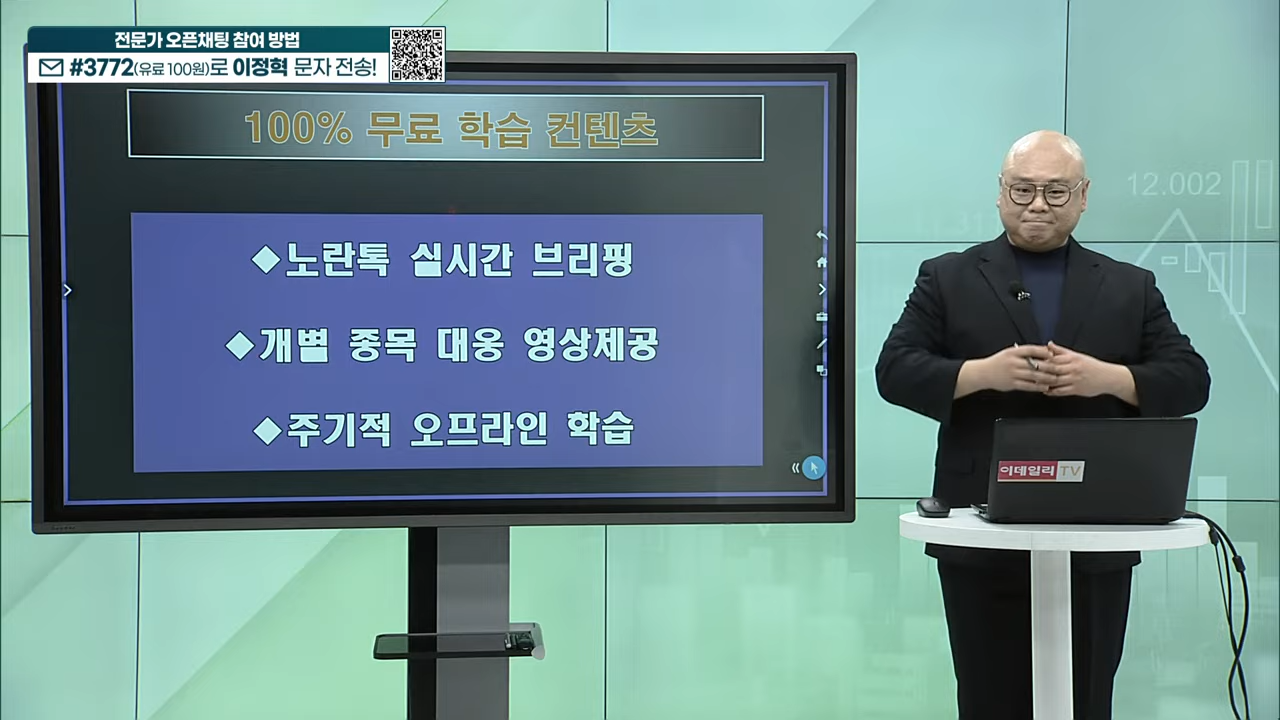 전문가 오픈채팅 참여 방법
#3772(유료 100원)로 이정혁 문자 전송!
100% 무료 학습 컨텐츠
◆노란톡 실시간 브리핑
◆개별 종목 대응 영상제공
◆주기적 오프라인 학습
12.002
이데일리TV